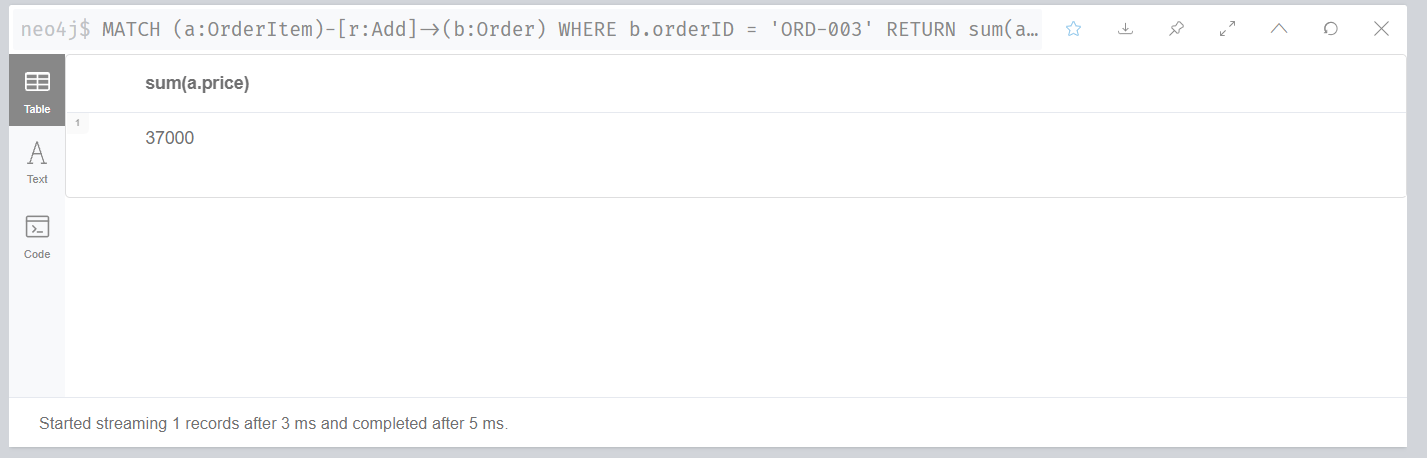 neo4j$ MATCH (a:OrderItem)-[r:Add]->(b:Order) WHERE b.orderID = 'ORD-003' RETURN sum(a…
Table
sum(a.price)
1
37000
Text
Code
Started streaming 1 records after 3 ms and completed after 5 ms.